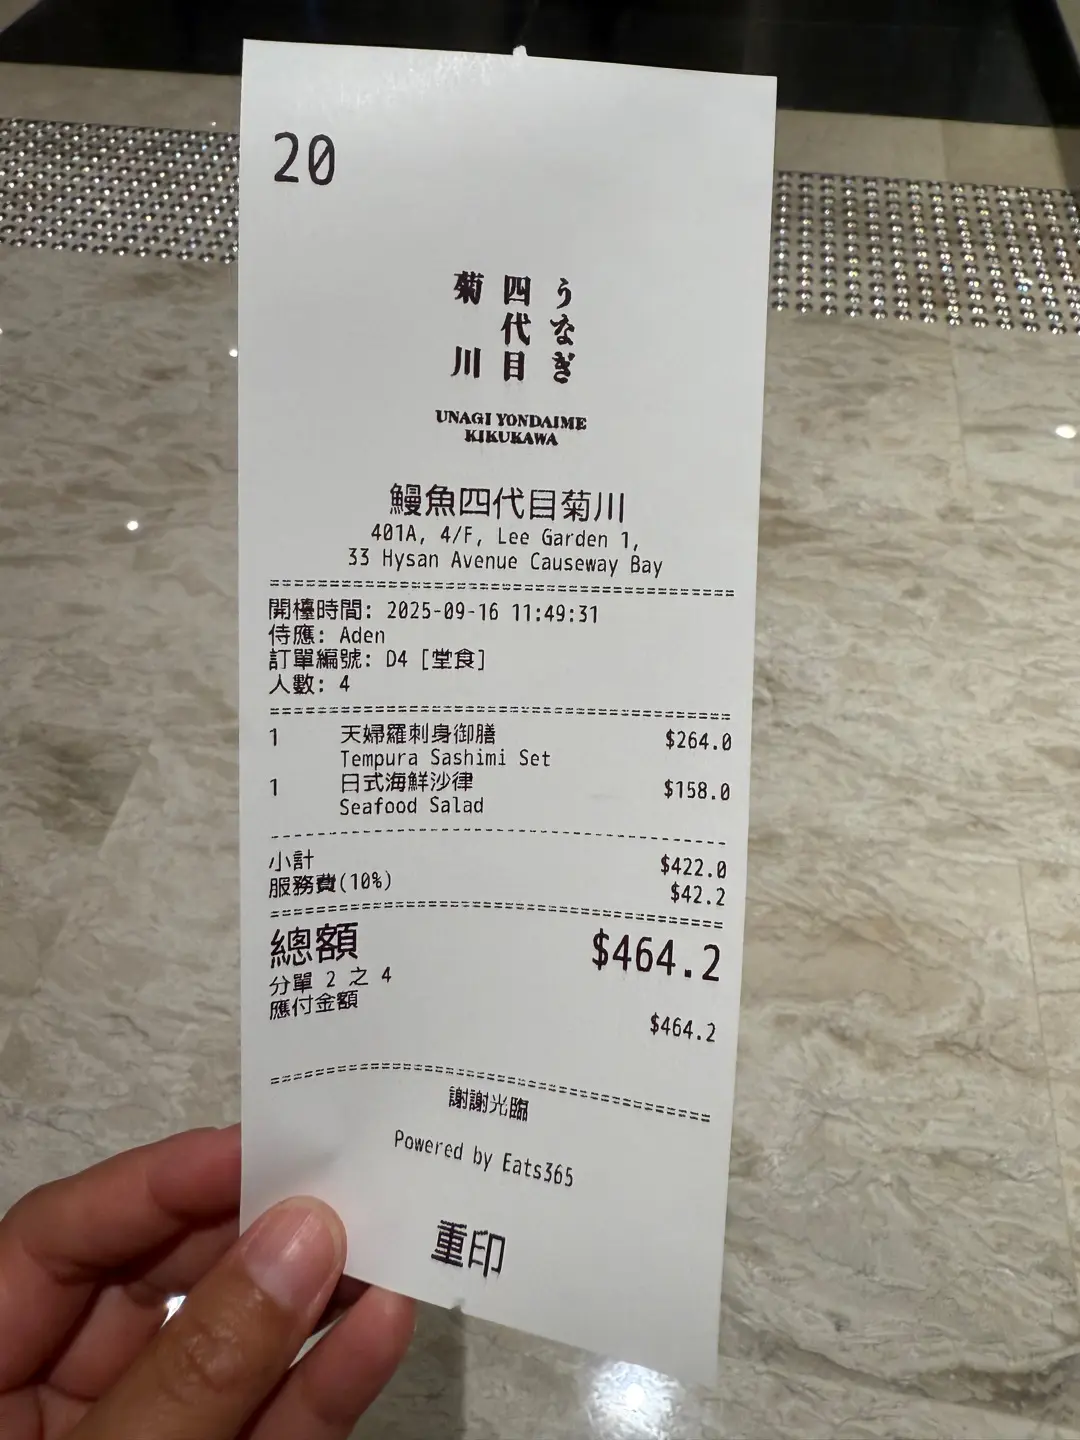 20
うなぎ
四代目
菊川
UNAGI YONDAIME
KIKUKAWA
鰻魚四代目菊川
401A, 4/F, Lee Garden 1,
33 Hysan Avenue Causeway Bay
開檯時間: 2025-09-16 11:49:31
侍應: Aden
訂單編號: D4 [堂食]
人數: 4
1 天婦羅刺身御膳 $264.0
Tempura Sashimi Set
1 日式海鮮沙律 $158.0
Seafood Salad
小計 $422.0
服務費(10%) $42.2
總額 $464.2
分單 2 之 4
應付金額 $464.2
謝謝光臨
Powered by Eats365
重印